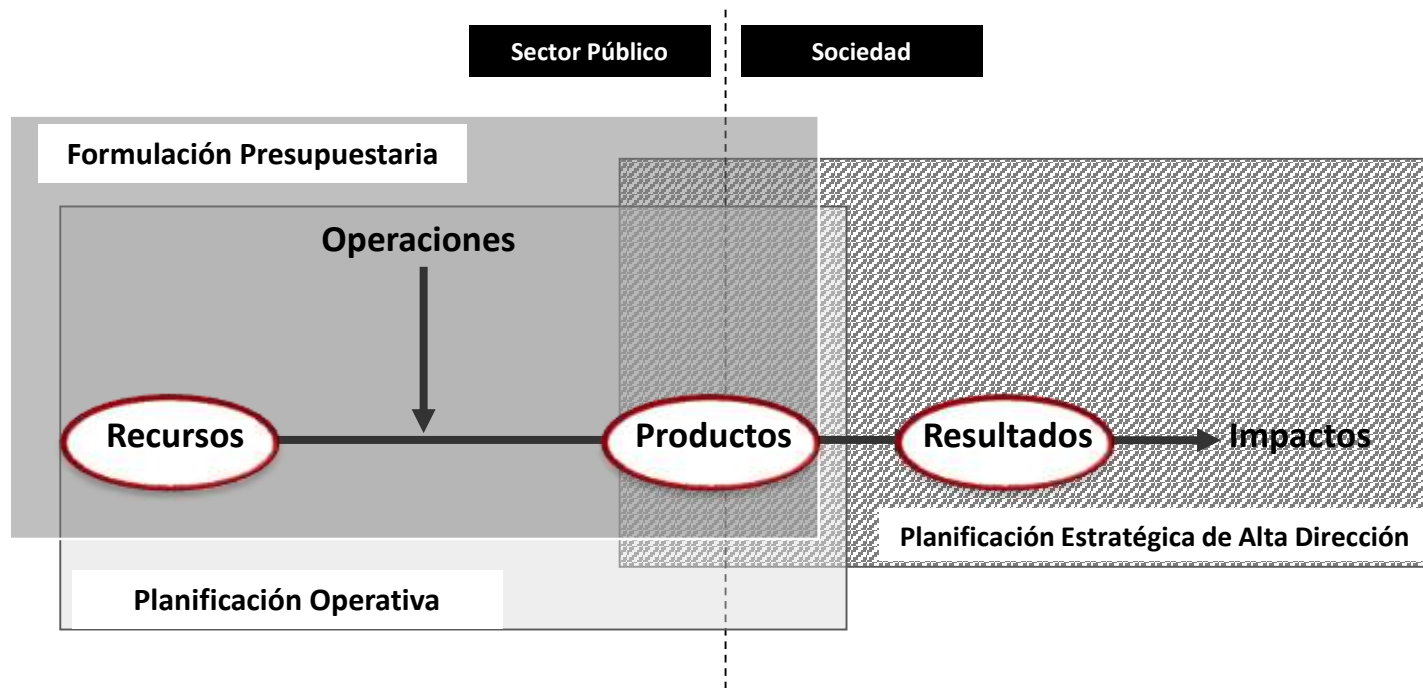 Sector Público
Sociedad
Formulación Presupuestaria
Operaciones
Recursos
Productos
Resultados
Impactos
Planificación Estratégica de Alta Dirección
Planificación Operativa